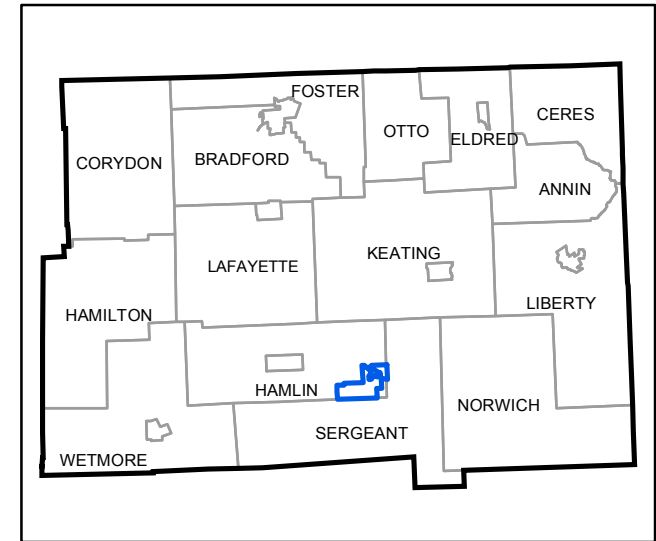 FOSTER
CERES
OTTO
ELDRED
CORYDON
BRADFORD
ANNIN
KEATING
LAFAYETTE
LIBERTY
HAMILTON
HAMLIN
NORWICH
SERGEANT
WETMORE